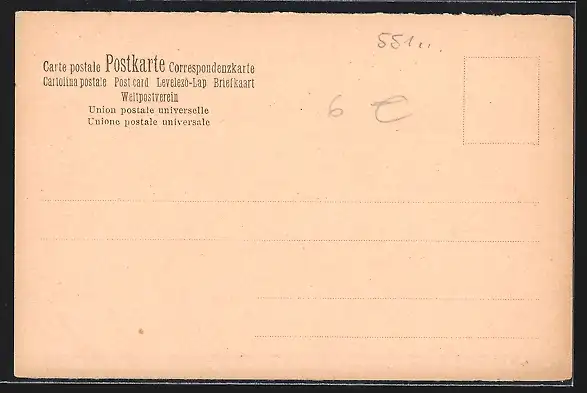 551
Carte postale Postkarte Correspondenzkarte
Cartolina postale Post card Levelező-Lap Briefkaart
Weltpostverein
Union postale universelle
Unione postale universale
6 €